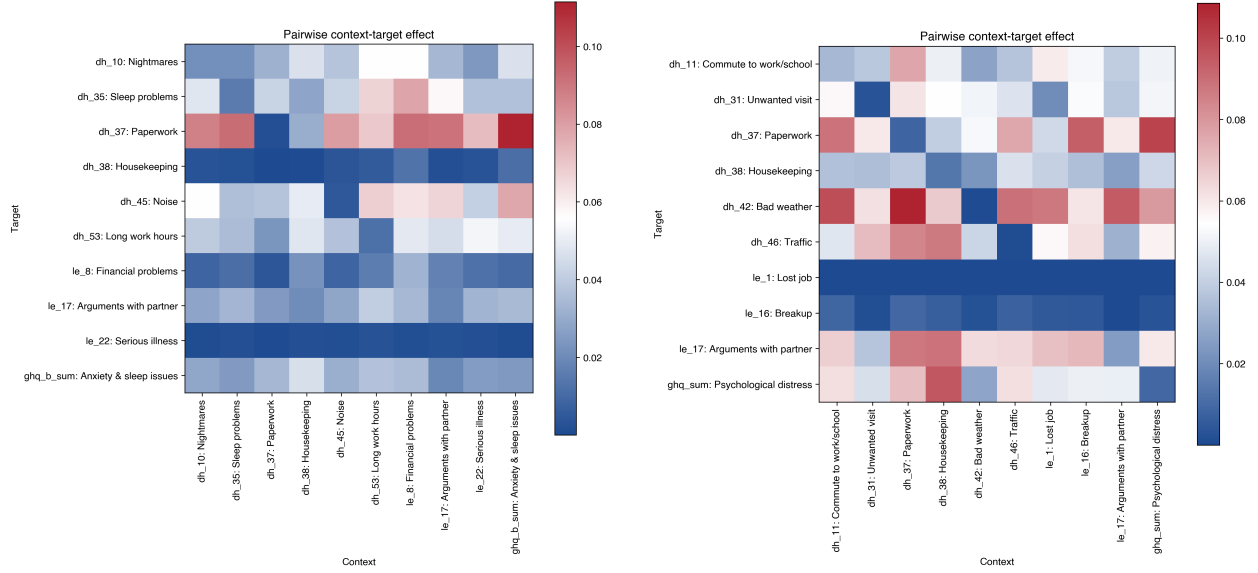 Pairwise context-target effect
Target
dh_10: Nightmares
dh_35: Sleep problems
dh_37: Paperwork
dh_38: Housekeeping
dh_45: Noise
dh_53: Long work hours
le_8: Financial problems
le_17: Arguments with partner
le_22: Serious illness
ghq_b_sum: Anxiety & sleep issues
dh_10: Nightmares
dh_35: Sleep problems
dh_37: Paperwork
dh_38: Housekeeping
dh_45: Noise
dh_53: Long work hours
le_8: Financial problems
le_17: Arguments with partner
le_22: Serious illness
ghq_b_sum: Anxiety & sleep issues
Context
0.10
0.08
0.06
0.04
0.02
Pairwise context-target effect
Target
dh_11: Commute to work/school
dh_31: Unwanted visit
dh_37: Paperwork
dh_38: Housekeeping
dh_42: Bad weather
dh_46: Traffic
le_1: Lost job
le_16: Breakup
le_17: Arguments with partner
ghq_sum: Psychological distress
dh_11: Commute to work/school
dh_31: Unwanted visit
dh_37: Paperwork
dh_38: Housekeeping
dh_42: Bad weather
dh_46: Traffic
le_1: Lost job
le_16: Breakup
le_17: Arguments with partner
ghq_sum: Psychological distress
Context
0.10
0.08
0.06
0.04
0.02